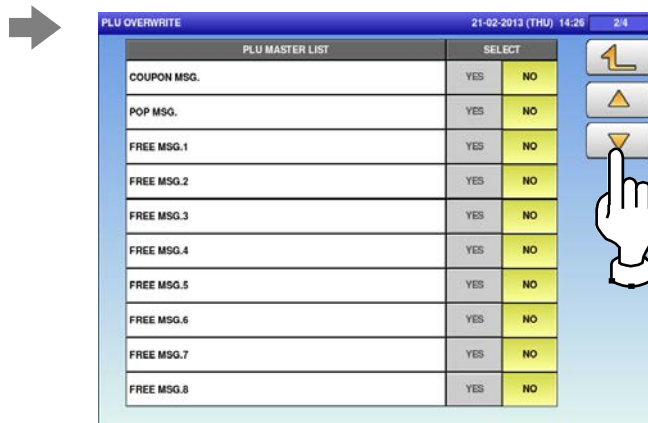 PLU OVERWRITE 21-02-2013 (THU) 14:26 2/4
PLU MASTER LIST SELECT
COUPON MSG. YES NO
POP MSG. YES NO
FREE MSG.1 YES NO
FREE MSG.2 YES NO
FREE MSG.3 YES NO
FREE MSG.4 YES NO
FREE MSG.5 YES NO
FREE MSG.6 YES NO
FREE MSG.7 YES NO
FREE MSG.8 YES NO